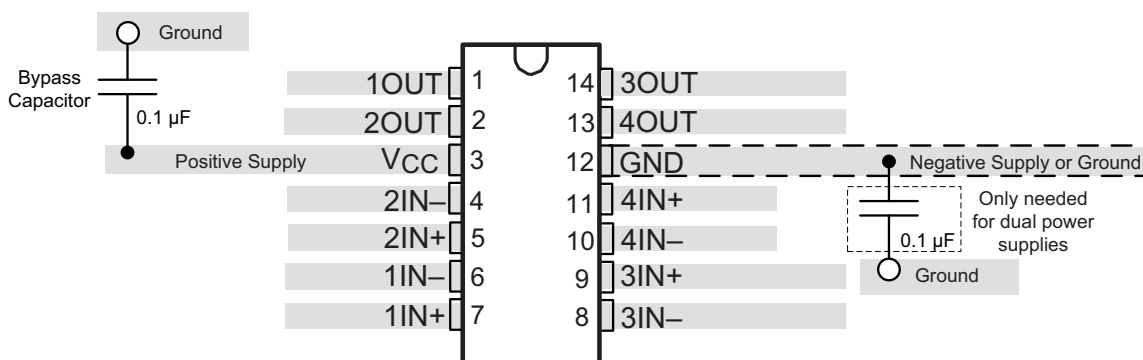 Ground
Bypass
Capacitor
0.1 µF
Positive Supply
1OUT 1 14 3OUT
2OUT 2 13 4OUT
VCC 3 12 GND
2IN– 4 11 4IN+
2IN+ 5 10 4IN–
1IN– 6 9 3IN+
1IN+ 7 8 3IN–
Negative Supply or Ground
Only needed
for dual power
supplies
0.1 µF
Ground